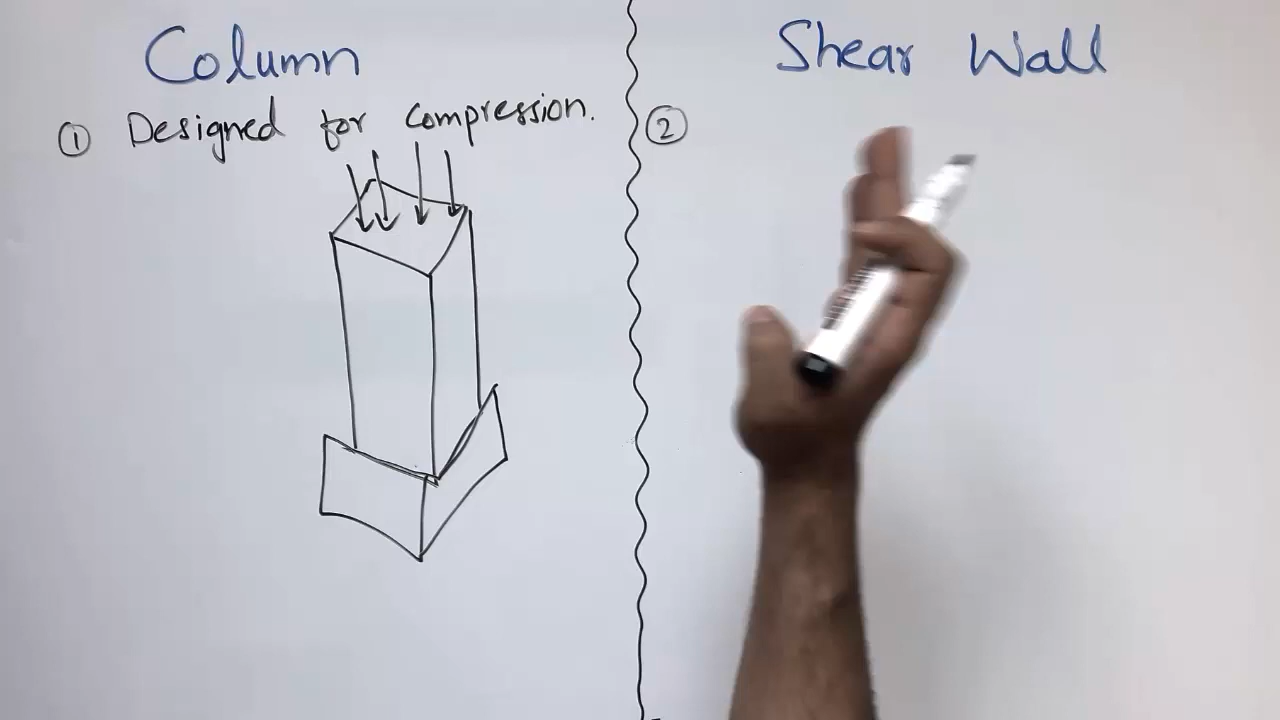 Column
① Designed for compression.
Shear Wall
②